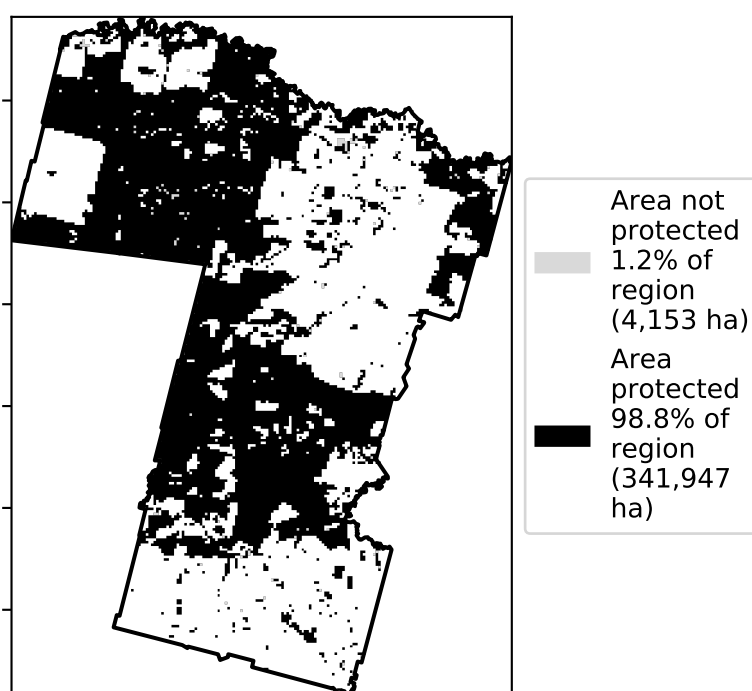 Area not
protected
1.2% of
region
(4,153 ha)
Area
protected
98.8% of
region
(341,947
ha)